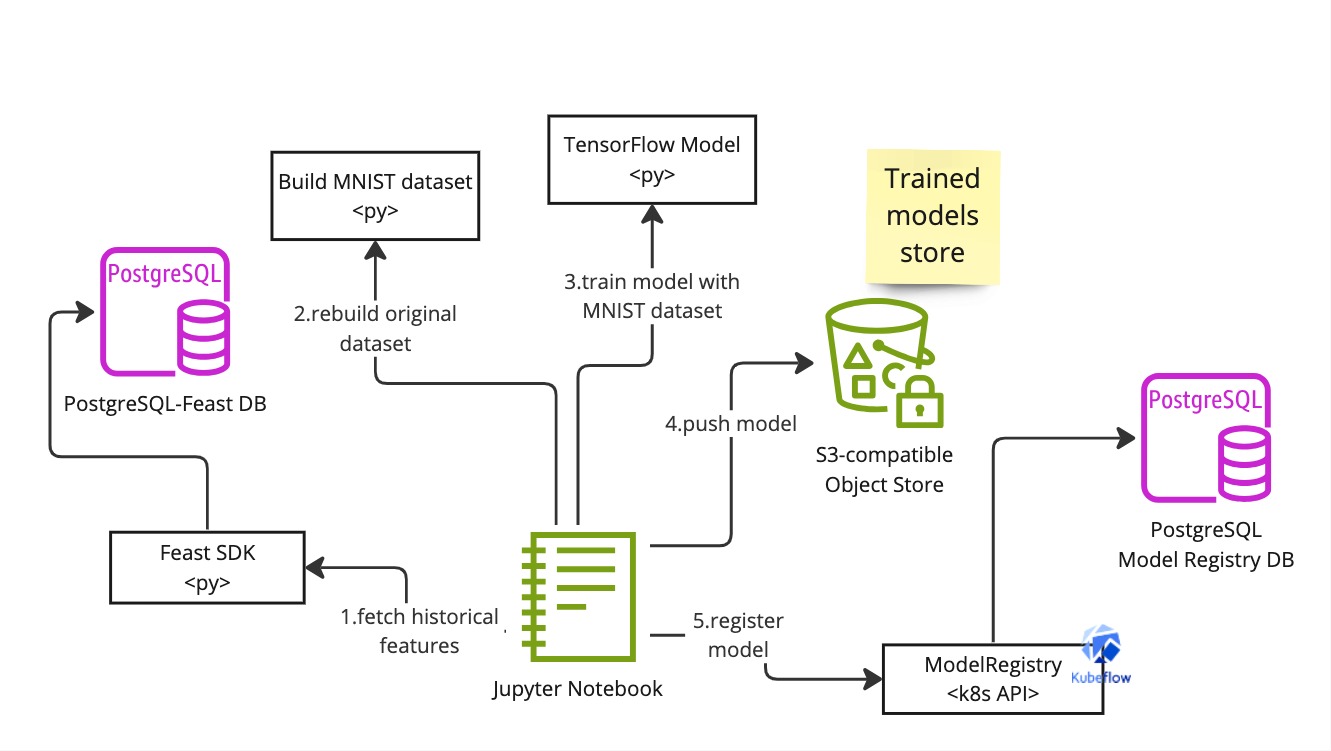 TensorFlow Model
<py>
Build MNIST dataset
<py>
Trained
models
store
PostgreSQL
3.train model with
MNIST dataset
2.rebuild original
dataset
PostgreSQL-Feast DB
PostgreSQL
4.push model
S3-compatible
Object Store
PostgreSQL
Model Registry DB
Feast SDK
<py>
1.fetch historical
features
5.register
model
Jupyter Notebook
ModelRegistry
<k8s API>
Kubeflow